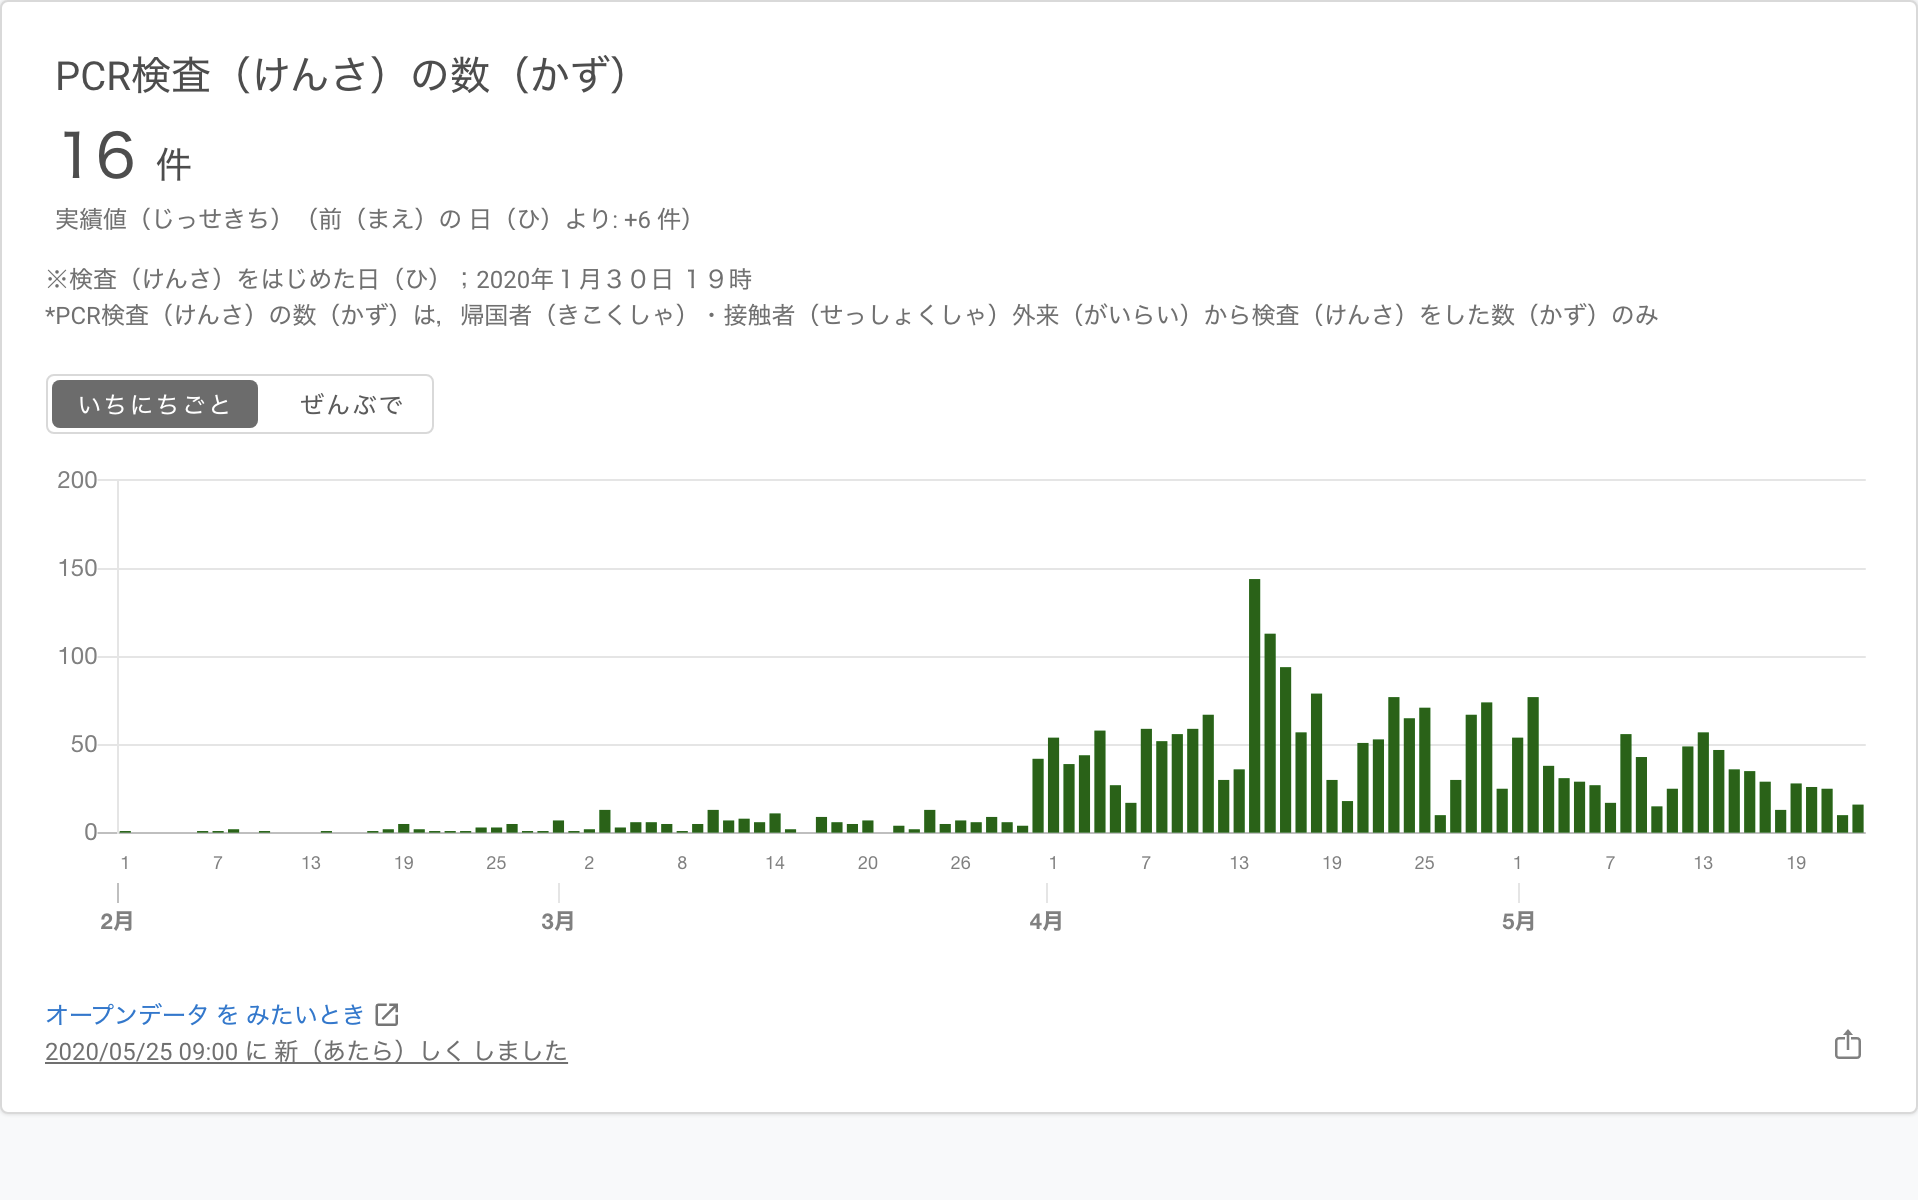 PCR検査（けんさ）の数（かず）
16 件
実績値（じっせきち）（前（まえ）の 日（ひ）より: +6 件）
※検査（けんさ）をはじめた日（ひ）；2020年１月３０日 １９時
*PCR検査（けんさ）の数（かず）は，帰国者（きこくしゃ）・接触者（せっしょくしゃ）外来（がいらい）から検査（けんさ）をした数（かず）のみ
いちにちごと ぜんぶで
200
150
100
50
0
1 7 13 19 25 2 8 14 20 26 1 7 13 19 25 1 7 13 19
2月 3月 4月 5月
オープンデータ を みたいとき
2020/05/25 09:00 に 新（あたら）しく しました